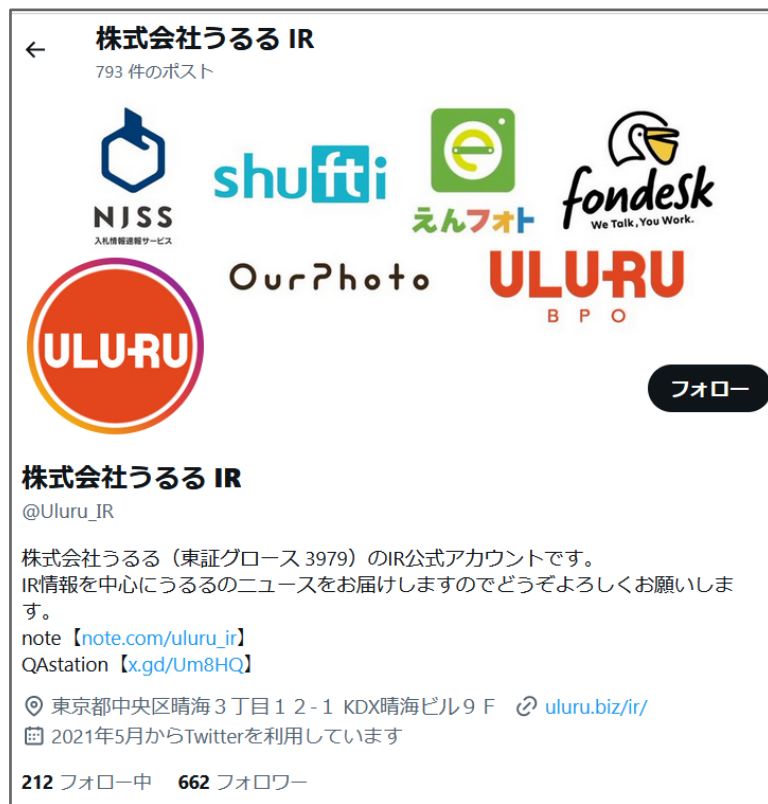 株式会社うるる IR
793 件のポスト
NJSS
入札情報速報サービス
shufti
えんフォト
fondesk
We Talk, You Work.
OurPhoto
ULURU
BPO
ULURU
フォロー
株式会社うるる IR
@Uluru_IR
株式会社うるる（東証グロース 3979）のIR公式アカウントです。
IR情報を中心にうるるのニュースをお届けしますのでどうぞよろしくお願いしま
す。
note【note.com/uluru_ir】
QAstation【x.gd/Um8HQ】
東京都中央区晴海３丁目１２-１ KDX晴海ビル９Ｆ uluru.biz/ir/
2021年5月からTwitterを利用しています
212 フォロー中 662 フォロワー